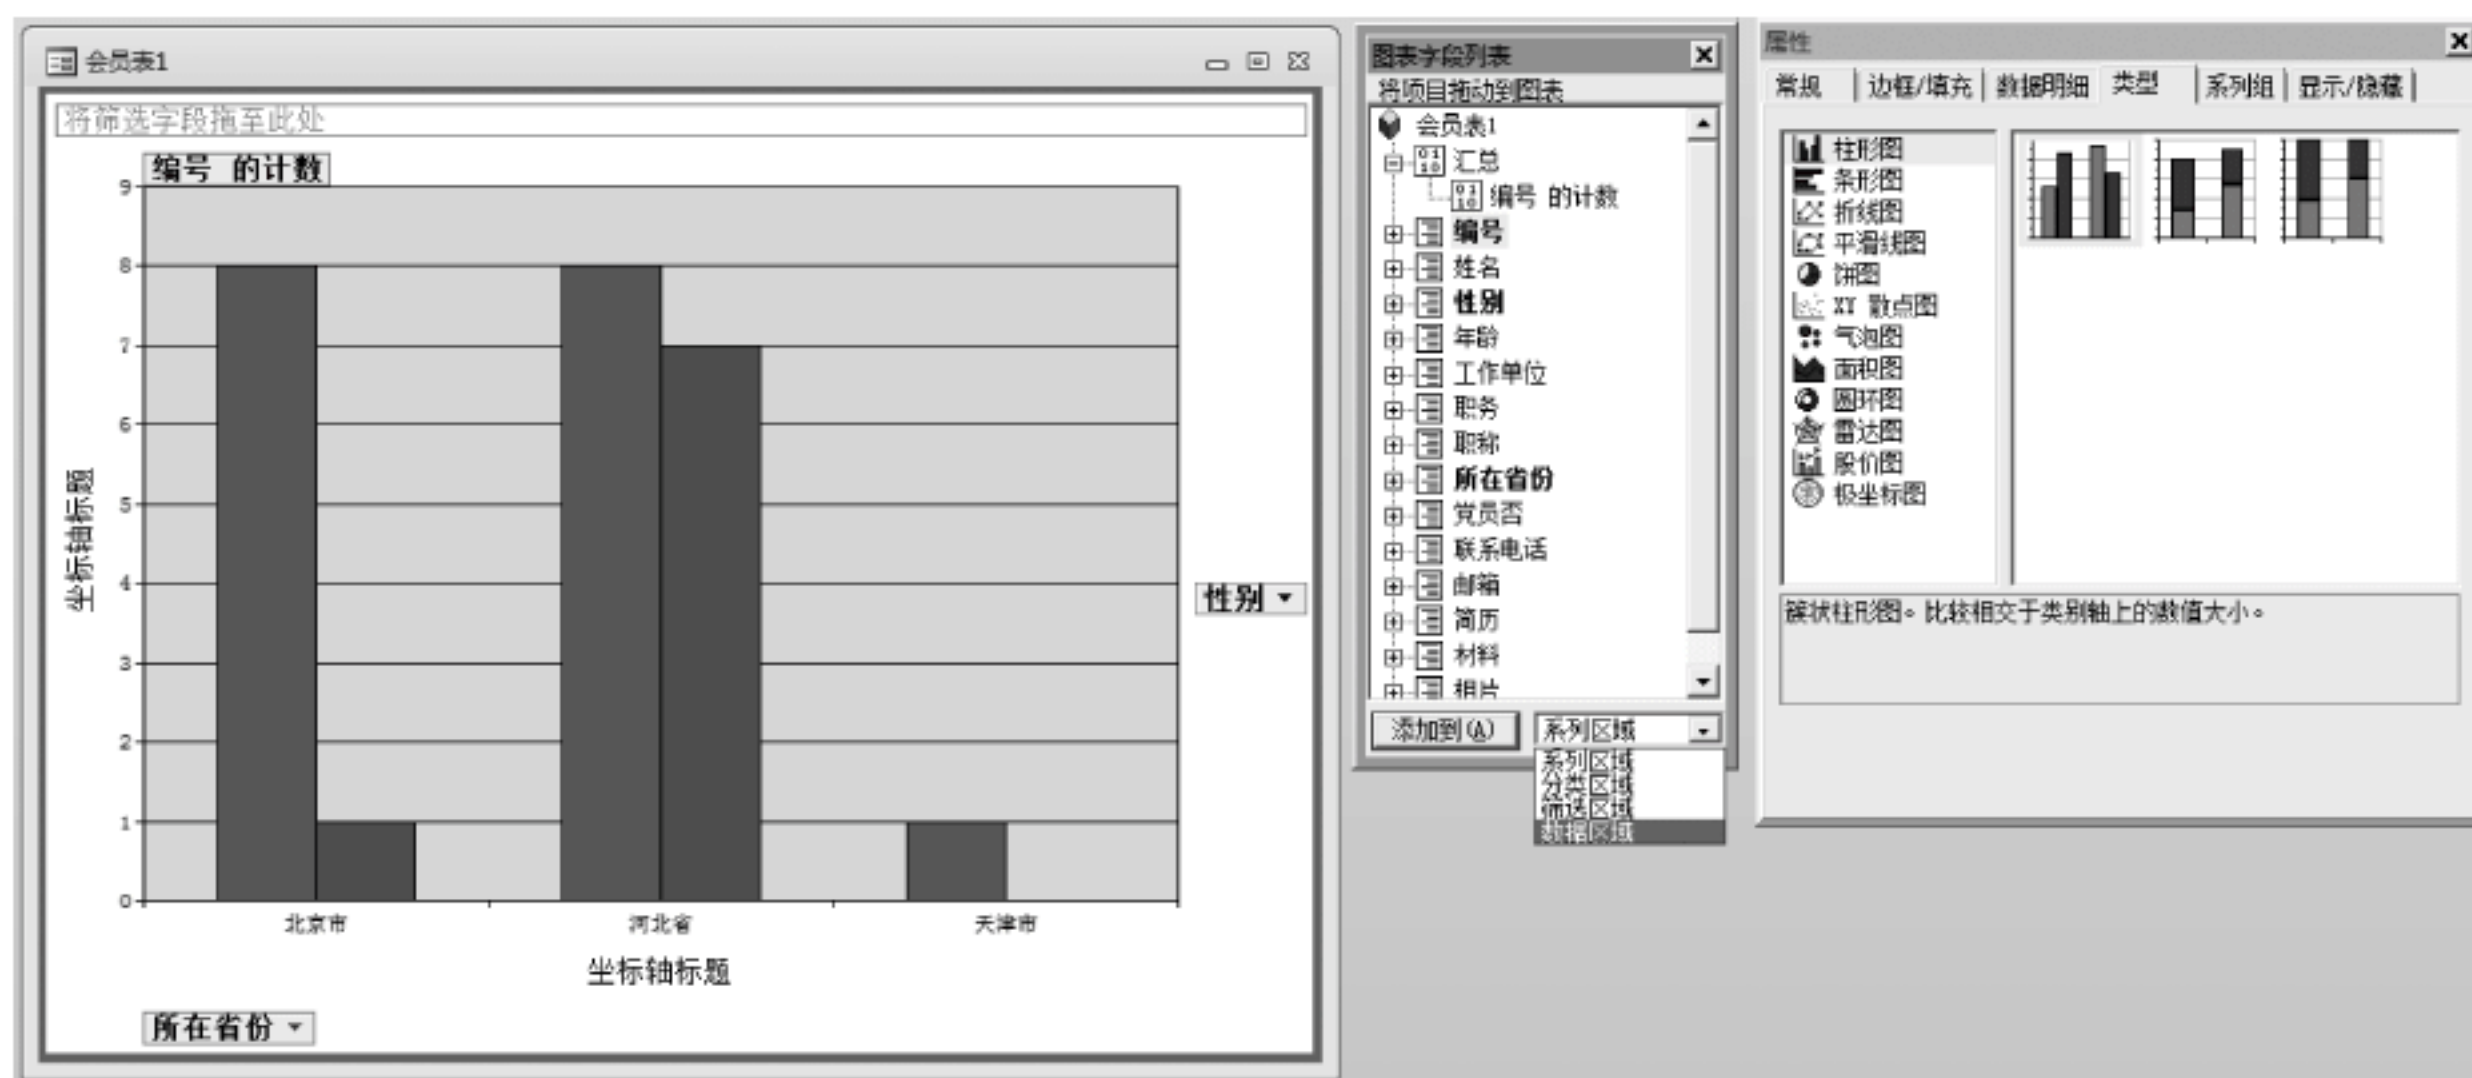 会员表1
将筛选字段拖至此处
编号 的计数
9
8
7
6
5
4
3
2
1
0
坐标轴标题
北京市 河北省 天津市
坐标轴标题
所在省份
性别
图表字段列表
将项目拖动到图表
会员表1
汇总
编号 的计数
编号
姓名
性别
年龄
工作单位
职务
职称
所在省份
党员否
联系电话
邮箱
简历
材料
相片
添加到(A) 系列区域
系列区域
分类区域
筛选区域
数据区域
属性
常规 边框/填充 数据明细 类型 系列组 显示/隐藏
柱形图
条形图
折线图
平滑线图
饼图
XY 散点图
气泡图
面积图
圆环图
雷达图
股价图
极坐标图
簇状柱形图。比较相交于类别轴上的数值大小。